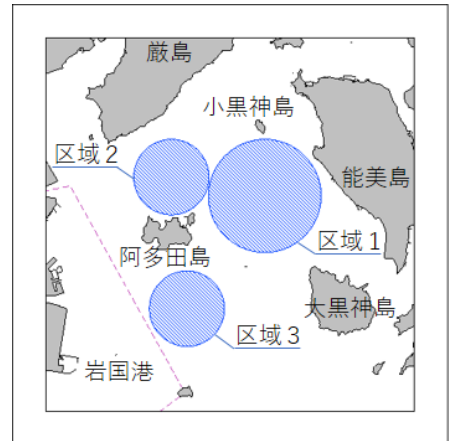 厳島
小黒神島
区域2
能美島
区域1
阿多田島
大黒神島
区域3
岩国港